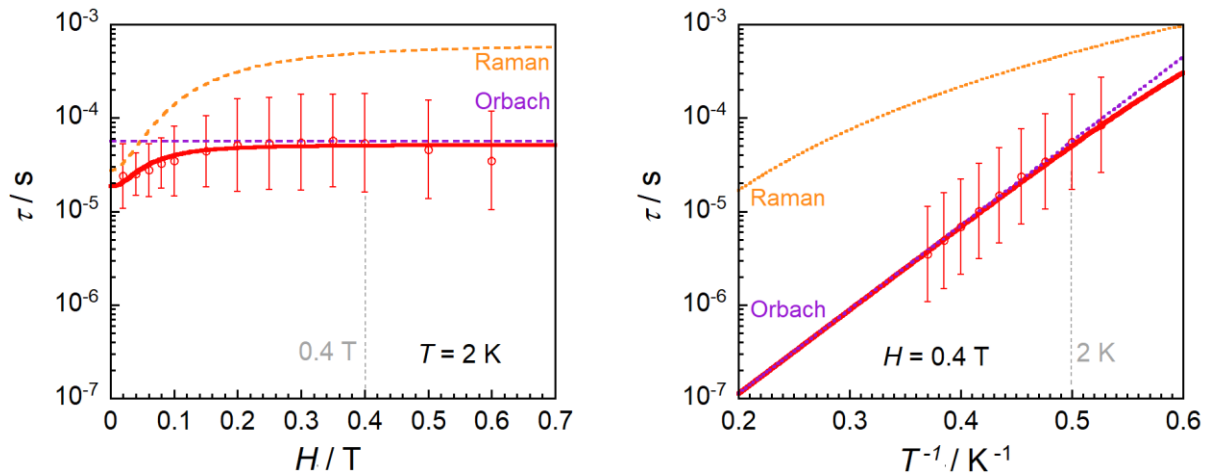 10⁻³
10⁻⁴
10⁻⁵
10⁻⁶
10⁻⁷
τ / s
Raman
Orbach
0.4 T
T = 2 K
0 0.1 0.2 0.3 0.4 0.5 0.6 0.7
H / T
10⁻³
10⁻⁴
10⁻⁵
10⁻⁶
10⁻⁷
τ / s
Raman
Orbach
H = 0.4 T
2 K
0.2 0.3 0.4 0.5 0.6
T⁻¹ / K⁻¹